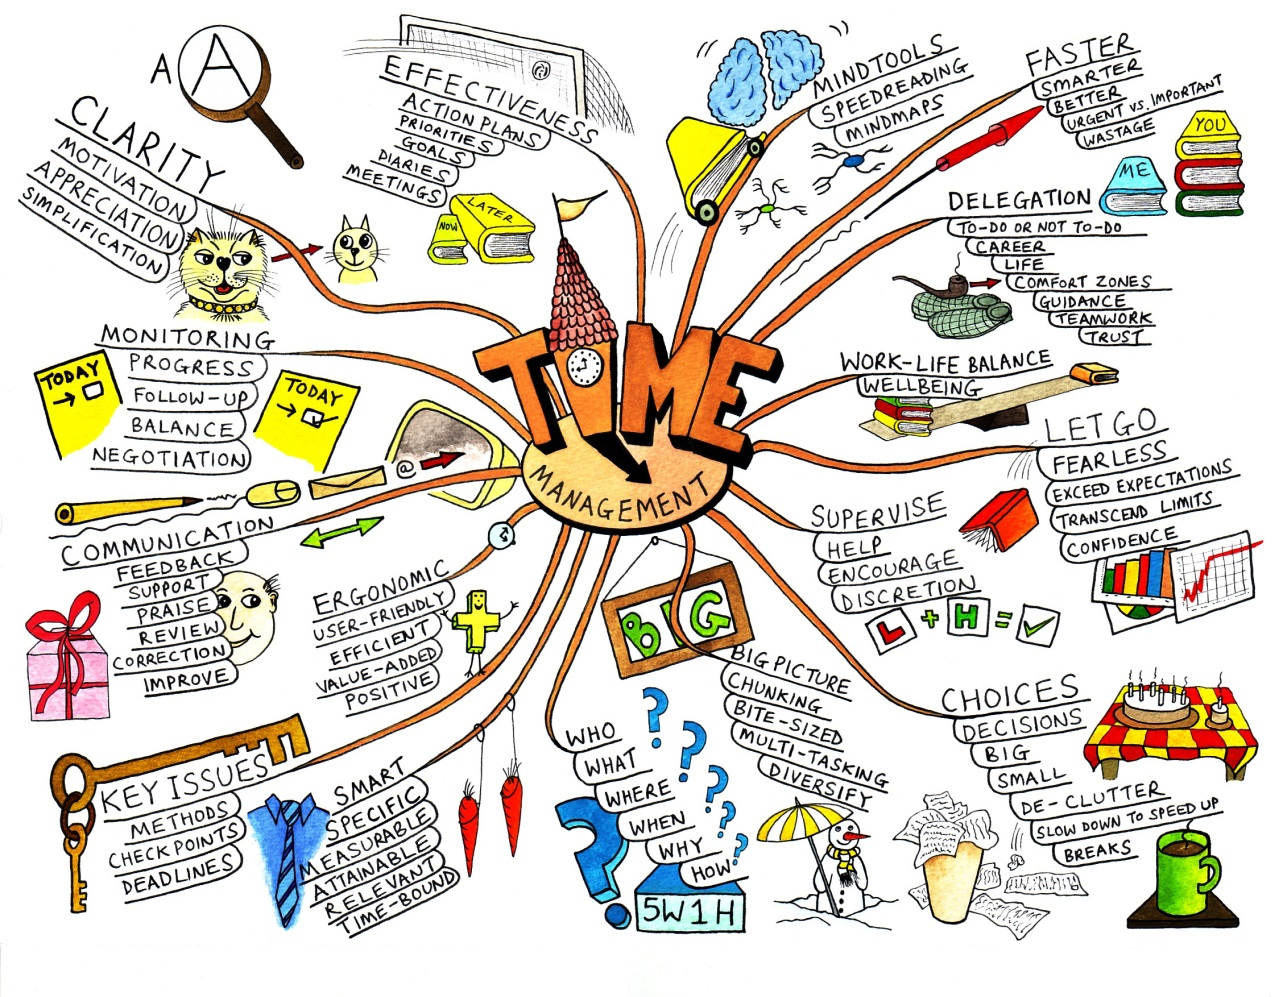 A
A
CLARITY
MOTIVATION
APPRECIATION
SIMPLIFICATION
EFFECTIVENESS
ACTION PLANS
PRIORITIES
GOALS
DIARIES
MEETINGS
NOW
LATER
MINDTOOLS
SPEEDREADING
MINDMAPS
FASTER
SMARTER
BETTER
URGENT VS. IMPORTANT
WASTAGE
YOU
ME
DELEGATION
TO-DO OR NOT TO-DO
CAREER
LIFE
COMFORT ZONES
GUIDANCE
TEAMWORK
TRUST
WORK-LIFE BALANCE
WELLBEING
LET GO
FEARLESS
EXCEED EXPECTATIONS
TRANSCEND LIMITS
CONFIDENCE
TIME
MANAGEMENT
MONITORING
PROGRESS
FOLLOW-UP
BALANCE
NEGOTIATION
TODAY
TODAY
@
COMMUNICATION
FEEDBACK
SUPPORT
PRAISE
REVIEW
CORRECTION
IMPROVE
ERGONOMIC
USER-FRIENDLY
EFFICIENT
VALUE-ADDED
POSITIVE
SUPERVISE
HELP
ENCOURAGE
DISCRETION
L + H = ✓
BIG
BIG PICTURE
CHUNKING
BITE-SIZED
MULTI-TASKING
DIVERSIFY
CHOICES
DECISIONS
BIG
SMALL
DE-CLUTTER
SLOW DOWN TO SPEED UP
BREAKS
KEY ISSUES
METHODS
CHECKPOINTS
DEADLINES
SMART
SPECIFIC
MEASURABLE
ATTAINABLE
RELEVANT
TIME-BOUND
WHO
WHAT
WHERE
WHEN
WHY
HOW
? ? ? ? ? ?
?
5W1H